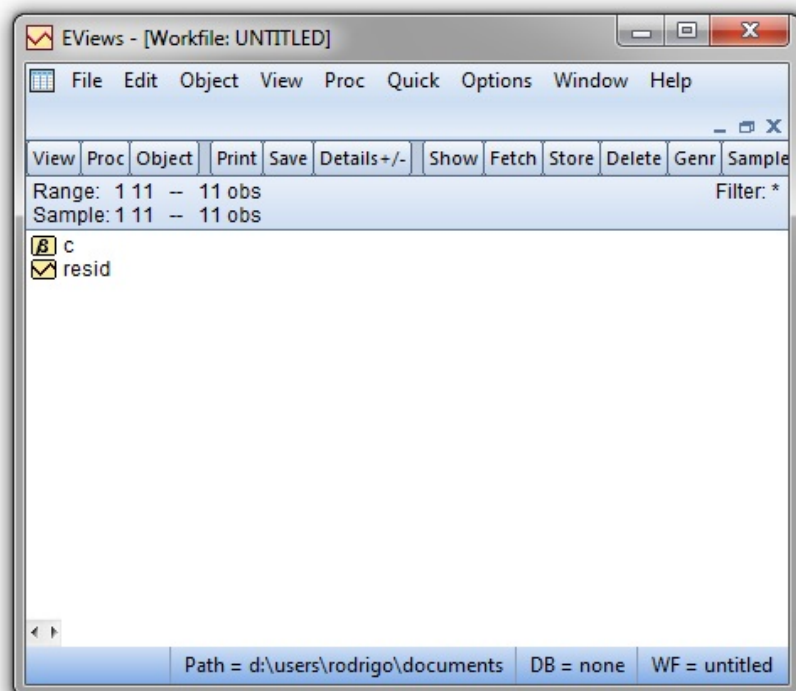 EViews - [Workfile: UNTITLED]
File Edit Object View Proc Quick Options Window Help
View Proc Object Print Save Details+/- Show Fetch Store Delete Genr Sample
Range: 1 11 -- 11 obs Filter: *
Sample: 1 11 -- 11 obs
β c
resid
Path = d:\users\rodrigo\documents DB = none WF = untitled